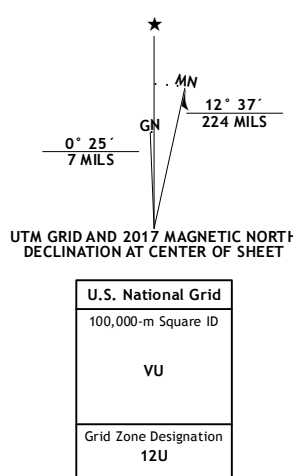 MN
GN
12° 37´
224 MILS
0° 25´
7 MILS
UTM GRID AND 2017 MAGNETIC NORTH
DECLINATION AT CENTER OF SHEET
U.S. National Grid
100,000-m Square ID
VU
Grid Zone Designation
12U